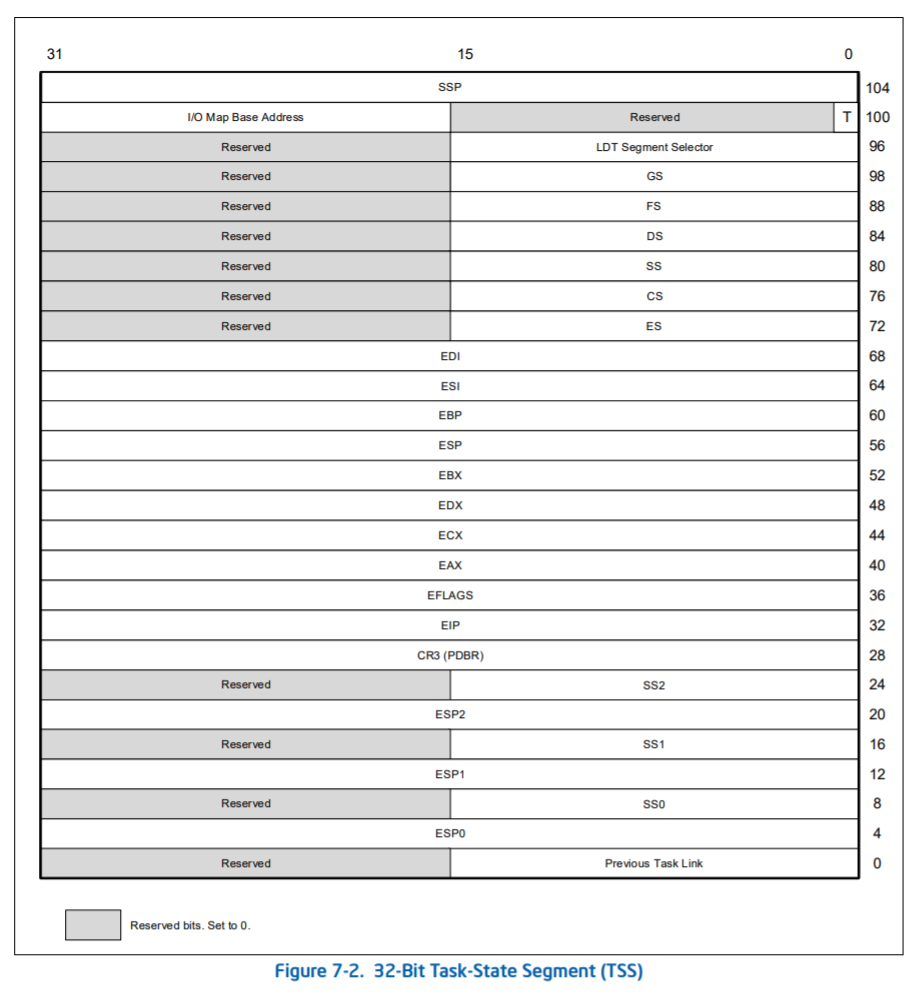 31 15 0
SSP 104
I/O Map Base Address Reserved T 100
Reserved LDT Segment Selector 96
Reserved GS 98
Reserved FS 88
Reserved DS 84
Reserved SS 80
Reserved CS 76
Reserved ES 72
EDI 68
ESI 64
EBP 60
ESP 56
EBX 52
EDX 48
ECX 44
EAX 40
EFLAGS 36
EIP 32
CR3 (PDBR) 28
Reserved SS2 24
ESP2 20
Reserved SS1 16
ESP1 12
Reserved SS0 8
ESP0 4
Reserved Previous Task Link 0
Reserved bits. Set to 0.
Figure 7-2. 32-Bit Task-State Segment (TSS)